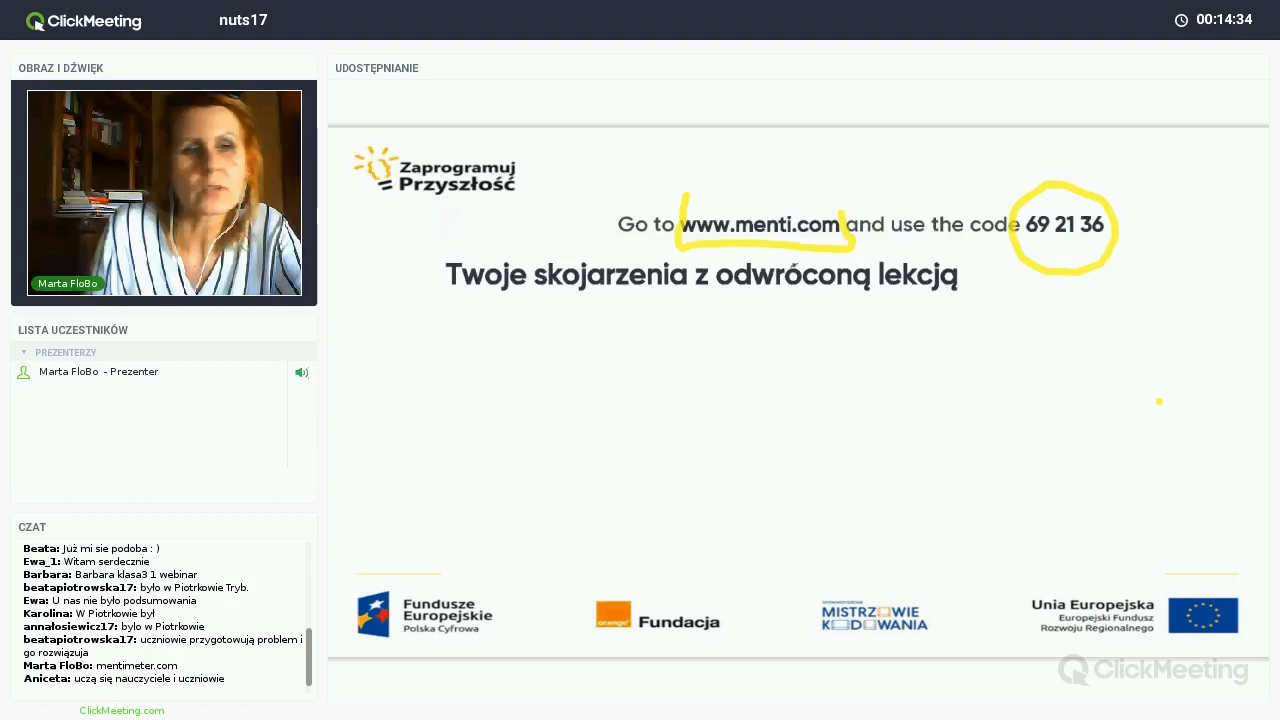 ClickMeeting
nuts17
00:14:34
OBRAZ I DŹWIĘK
Marta FloBo
LISTA UCZESTNIKÓW
PREZENTERZY
Marta FloBo - Prezenter
CZAT
Beata: Już mi sie podoba : )
Ewa_1: Witam serdecznie
Barbara: Barbara klasa3 1 webinar
beatapiotrowska17: było w Piotrkowie Tryb.
Ewa: U nas nie było podsumowania
Karolina: W Piotrkowie był
annałosiewicz17: bylo w Piotrkowie
beatapiotrowska17: uczniowie przygotowują problem i
go rozwiązuja
Marta FloBo: mentimeter.com
Aniceta: uczą się nauczyciele i uczniowie
ClickMeeting.com
UDOSTĘPNIANIE
Zaprogramuj
Przyszłość
Go to www.menti.com and use the code 69 21 36
Twoje skojarzenia z odwróconą lekcją
Fundusze
Europejskie
Polska Cyfrowa
orange
Fundacja
STOWARZYSZENIE
MISTRZOWIE
KODOWANIA
Unia Europejska
Europejski Fundusz
Rozwoju Regionalnego
ClickMeeting